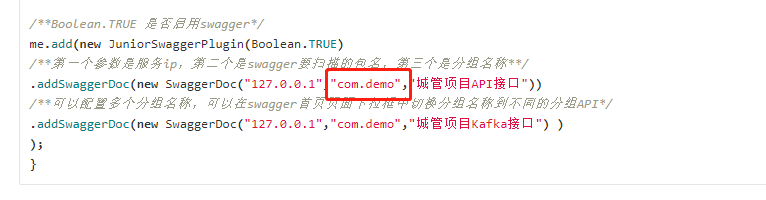 /**Boolean.TRUE 是否启用swagger*/
me.add(new JuniorSwaggerPlugin(Boolean.TRUE)
/**第一个参数是服务ip，第二个是swagger要扫描的包名，第三个是分组名称**/
.addSwaggerDoc(new SwaggerDoc("127.0.0.1","com.demo","城管项目API接口"))
/**可以配置多个分组名称，可以在swagger首页页面下拉框中切换分组名称到不同的分组API*/
.addSwaggerDoc(new SwaggerDoc("127.0.0.1","com.demo","城管项目Kafka接口") )
);
}